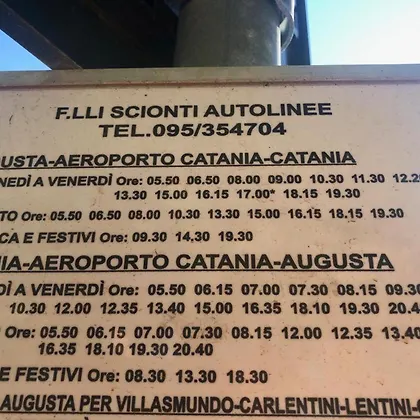 F.LLI SCIONTI AUTOLINEE
TEL.095/354704
USTA-AEROPORTO CATANIA-CATANIA
NEDÌ A VENERDÌ Ore: 05.50 06.50 08.00 09.00 10.30 11.30 12.25
13.30 15.00 16.15 17.00* 18.15 19.30
TO Ore: 05.50 06.50 08.00 10.30 13.30 15.00 16.15 18.15 19.30
CA E FESTIVI Ore: 09.30 14.30 19.30
IA-AEROPORTO CATANIA-AUGUSTA
DÌ A VENERDÌ Ore: 05.50 06.15 07.00 07.30 08.15 09.30
10.30 12.00 12.35 13.40 15.00 16.35 18.10 19.30 20.4
Ore: 05.50 06.15 07.00 07.30 08.15 12.00 12.35 13.40
16.35 18.10 19.30 20.40
E FESTIVI Ore: 08.30 13.30 18.30
AUGUSTA PER VILLASMUNDO-CARLENTINI-LENTINI-